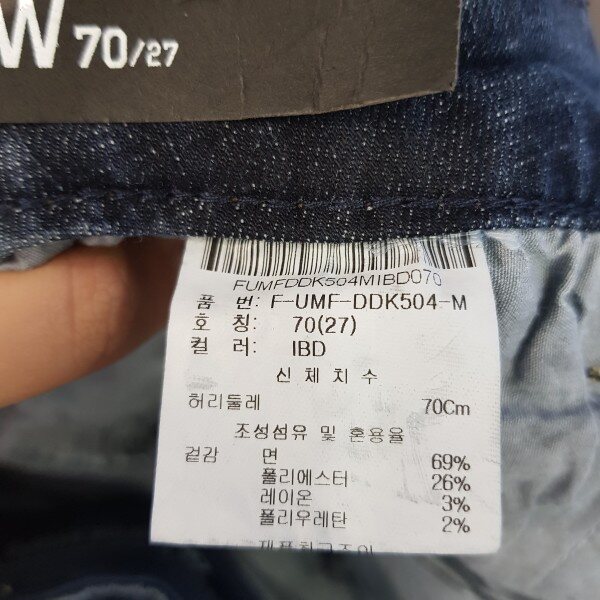 W 70/27
FUMFDDK504MIBD070
품 번: F-UMF-DDK504-M
호 칭: 70(27)
컬 러: IBD
신 체 치 수
허리둘레 70Cm
조성섬유 및 혼용율
겉감 면 69%
폴리에스터 26%
레이온 3%
폴리우레탄 2%